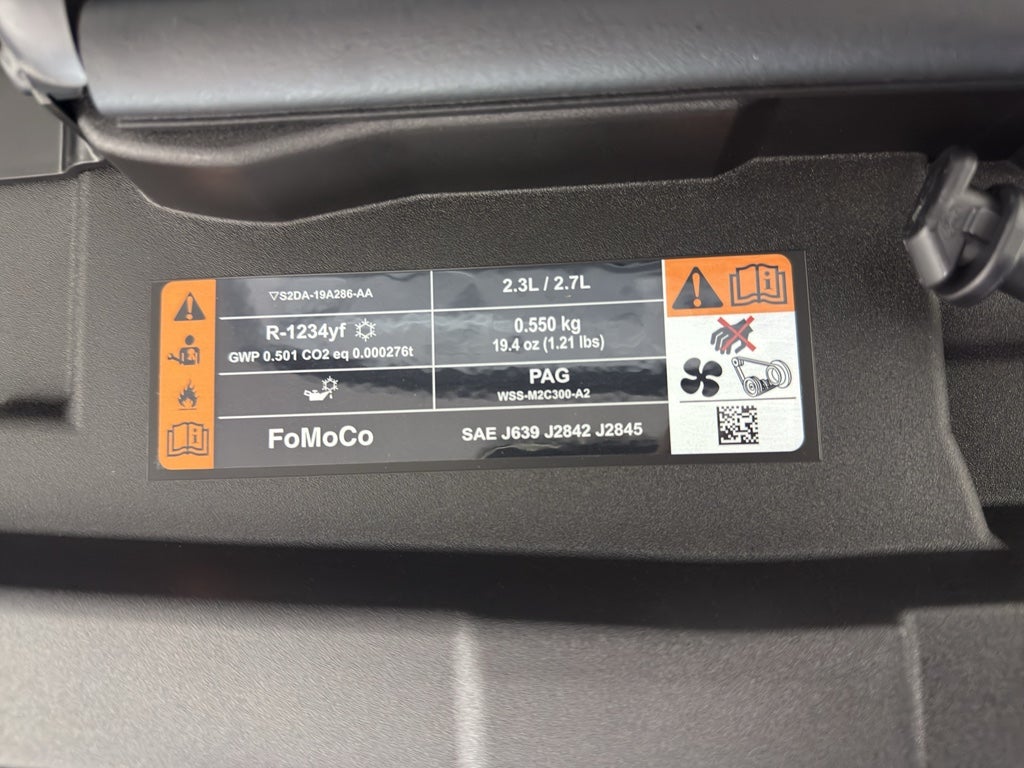 ▽S2DA-19A286-AA
2.3L / 2.7L
R-1234yf
GWP 0.501 CO2 eq 0.000276t
0.550 kg
19.4 oz (1.21 lbs)
PAG
WSS-M2C300-A2
FoMoCo
SAE J639 J2842 J2845